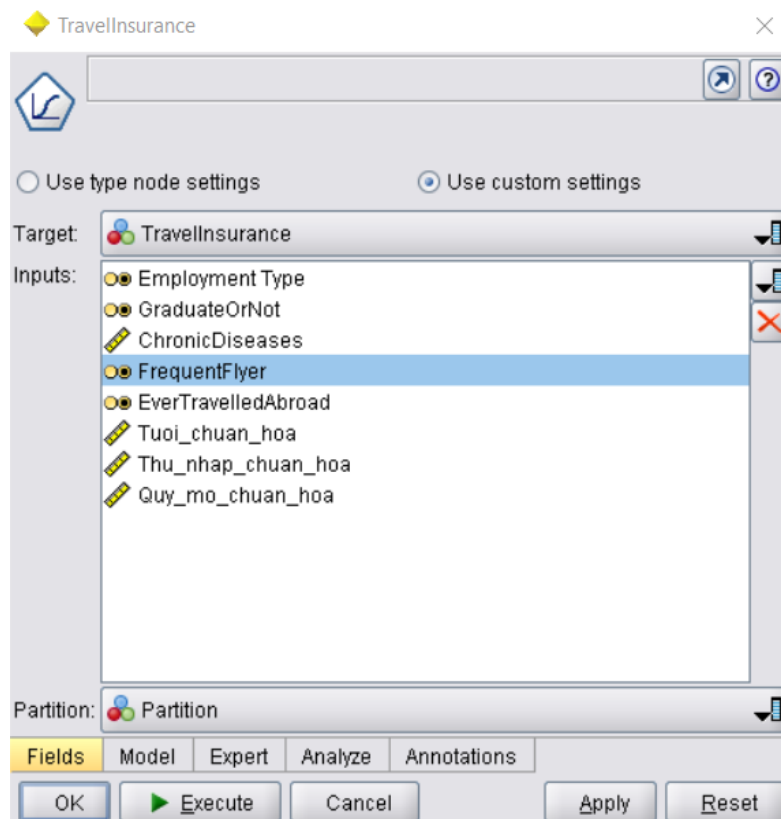 TravelInsurance
Use type node settings Use custom settings
Target: TravelInsurance
Inputs: Employment Type
GraduateOrNot
ChronicDiseases
FrequentFlyer
EverTravelledAbroad
Tuoi_chuan_hoa
Thu_nhap_chuan_hoa
Quy_mo_chuan_hoa
Partition: Partition
Fields Model Expert Analyze Annotations
OK Execute Cancel Apply Reset